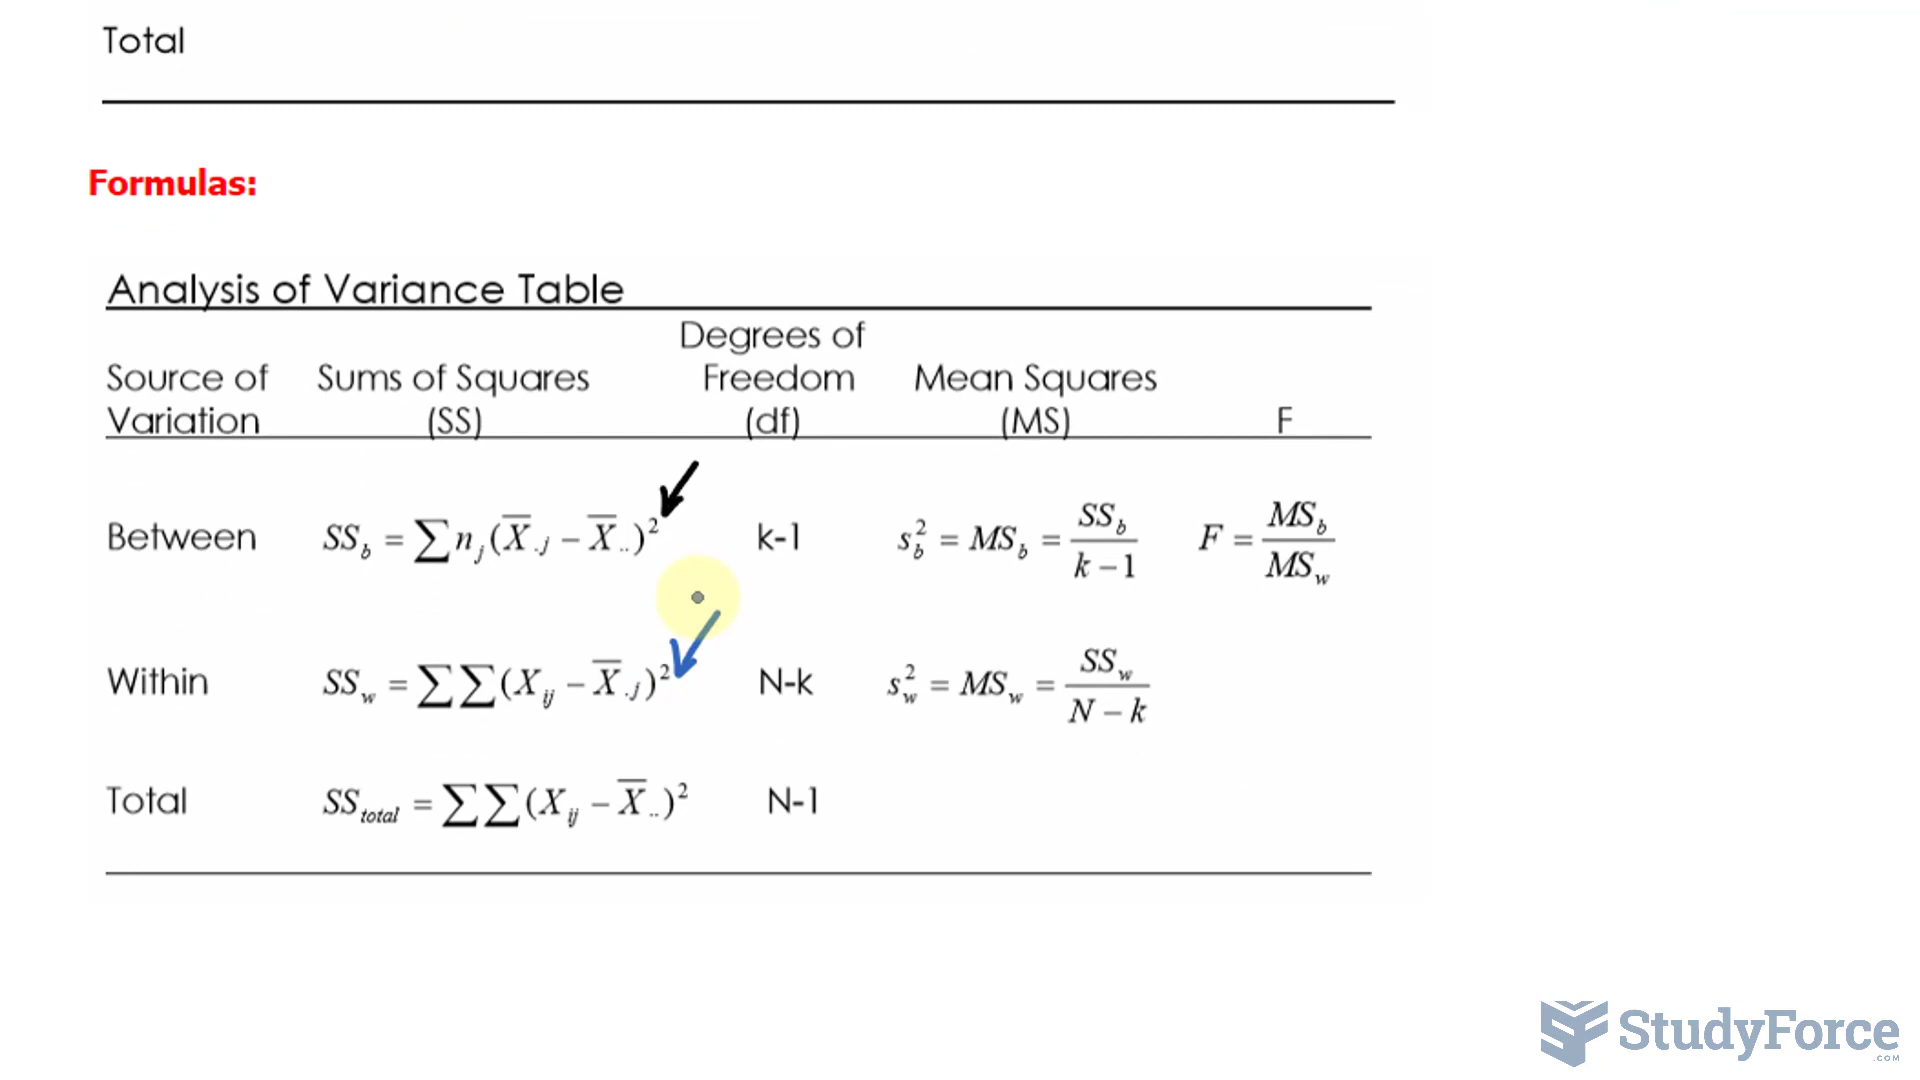 Total
Formulas:
Analysis of Variance Table
Source of Variation	Sums of Squares (SS)	Degrees of Freedom (df)	Mean Squares (MS)	F
Between	SS_b = ∑ n_j (X̅._j − X̅..)²	k-1	s_b² = MS_b = SS_b / k − 1	F = MS_b / MS_w
Within	SS_w = ∑∑(X_ij − X̅._j)²	N-k	s_w² = MS_w = SS_w / N − k
Total	SS_total = ∑∑(X_ij − X̅..)²	N-1
StudyForce
.COM